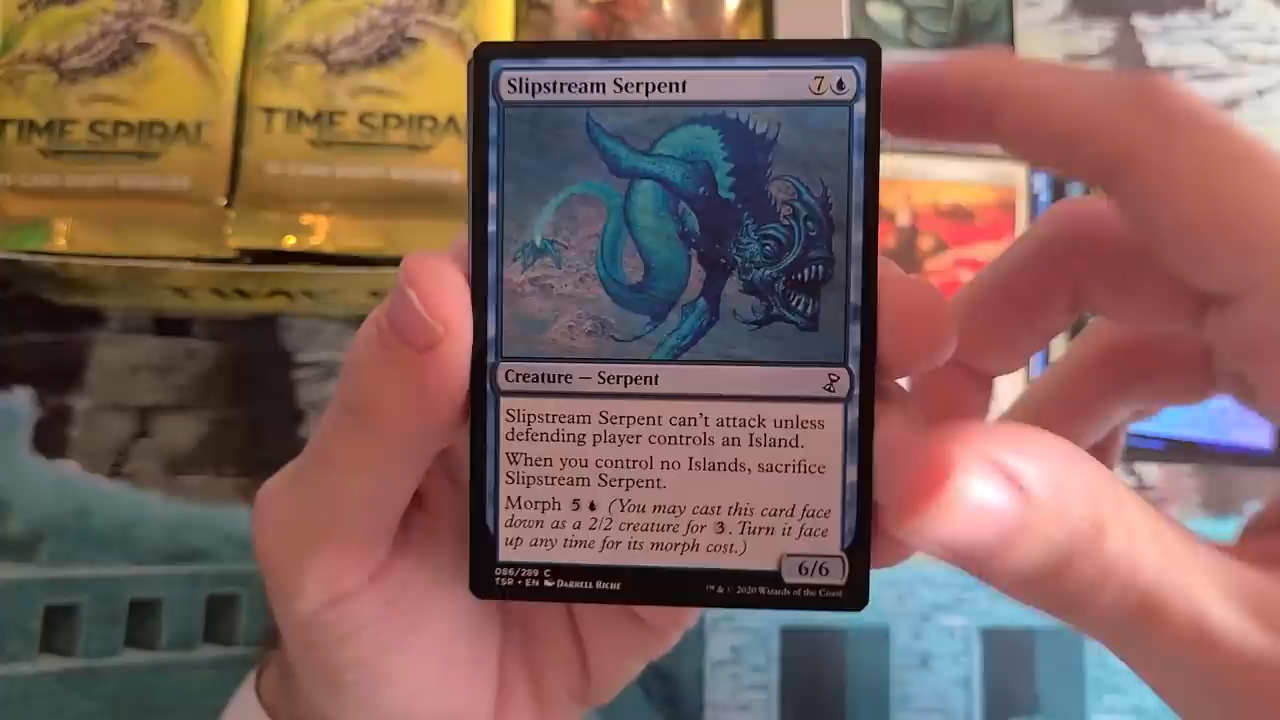 TIME SPIRAL
TIME SPIRA
TIME
Slipstream Serpent
7
Creature — Serpent
Slipstream Serpent can't attack unless
defending player controls an Island.
When you control no Islands, sacrifice
Slipstream Serpent.
Morph 5 (You may cast this card face
down as a 2/2 creature for 3. Turn it face
up any time for its morph cost.)
6/6
086/289 C
TSR • EN DARRELL RICHE
™ & © 2020 Wizards of the Coast